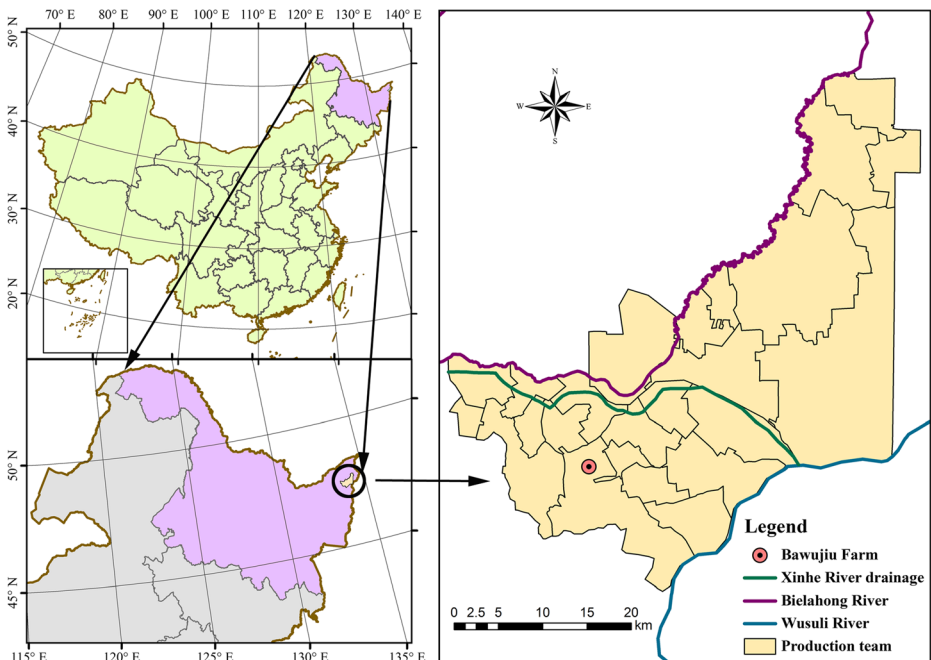 70° E 80° E 90° E 100° E 110° E 120° E 130° E 140° E
50° N
40° N
30° N
20° N
50° N
45° N
115° E 120° E 125° E 130° E 135° E
N
W E
S
Legend
Bawujiu Farm
Xinhe River drainage
Bielahong River
Wusuli River
Production team
0 2.5 5 10 15 20
km